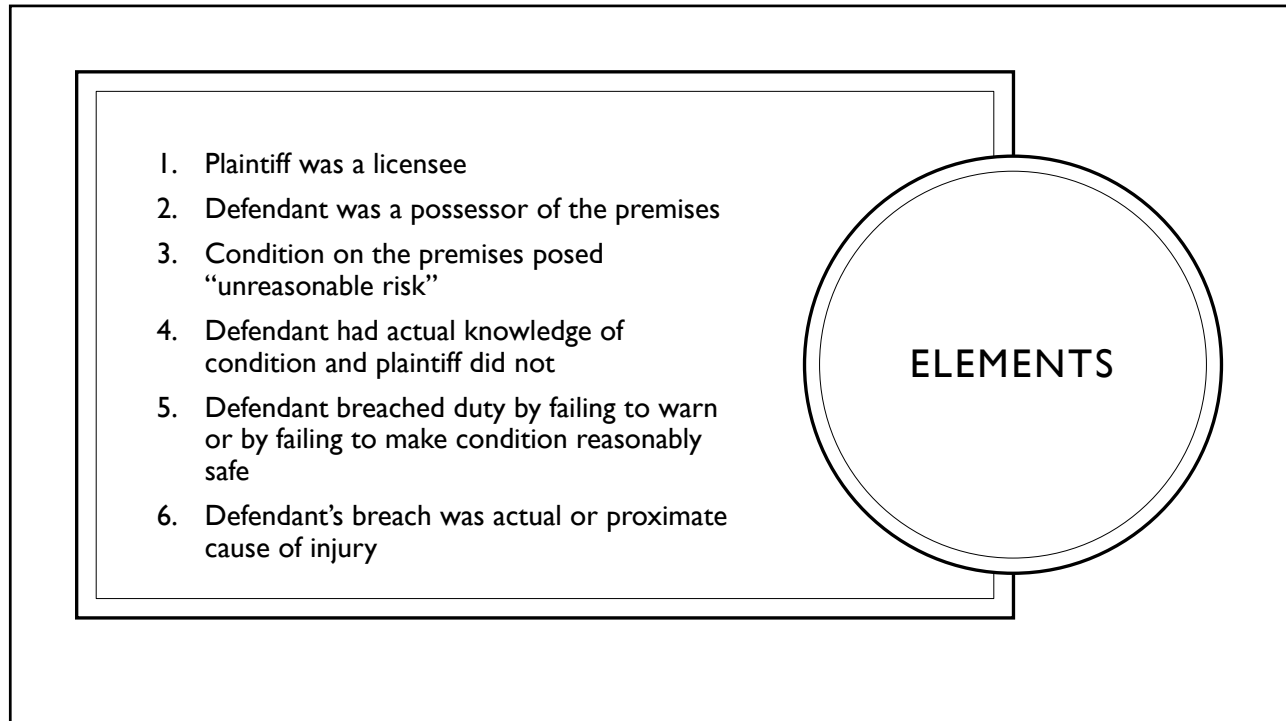 1. Plaintiff was a licensee
2. Defendant was a possessor of the premises
3. Condition on the premises posed
“unreasonable risk”
4. Defendant had actual knowledge of
condition and plaintiff did not
5. Defendant breached duty by failing to warn
or by failing to make condition reasonably
safe
6. Defendant’s breach was actual or proximate
cause of injury
ELEMENTS